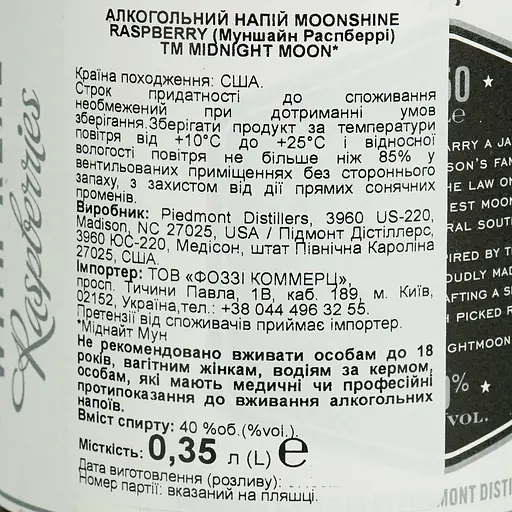 АЛКОГОЛЬНИЙ НАПІЙ MOONSHINE
RASPBERRY (Муншайн Распберрі)
ТМ MIDNIGHT MOON*
Країна походження: США.
Строк придатності до споживання
необмежений при дотриманні умов
зберігання.Зберігати продукт за температури
повітря від +10°С до +25°С і відносної
вологості повітря не більше ніж 85% у
вентильованих приміщеннях без стороннього
запаху, з захистом від дії прямих сонячних
променів.
Виробник: Piedmont Distillers, 3960 US-220,
Madison, NC 27025, USA / Підмонт Дістіллерс,
3960 ЮС-220, Медісон, штат Північна Кароліна
27025, США.
Імпортер: ТОВ «ФОЗЗІ КОММЕРЦ»,
просп. Тичини Павла, 1В, каб. 189, м. Київ,
02152, Україна,тел.: +38 044 496 32 55.
Претензії від споживачів приймає імпортер.
*Міднайт Мун
Не рекомендовано вживати особам до 18
років, вагітним жінкам, водіям за кермом,
особам, які мають медичні чи професійні
протипоказання до вживання алкогольних
напоїв.
Вміст спирту: 40 %об.(%vol.).
Місткість: 0,35 л (L) ℮
Дата виготовлення (розливу):
Номер партії: вказаний на пляшці.
Raspberries
50
ARRY A JA
SON'S FAM
HE LAW ON
EST MOON
RAL SOUT
PIRED BY T
OUDLY MAD
AFTING A S
H PICKED R
GHTMOON
%
VOL.
MONT DISTI